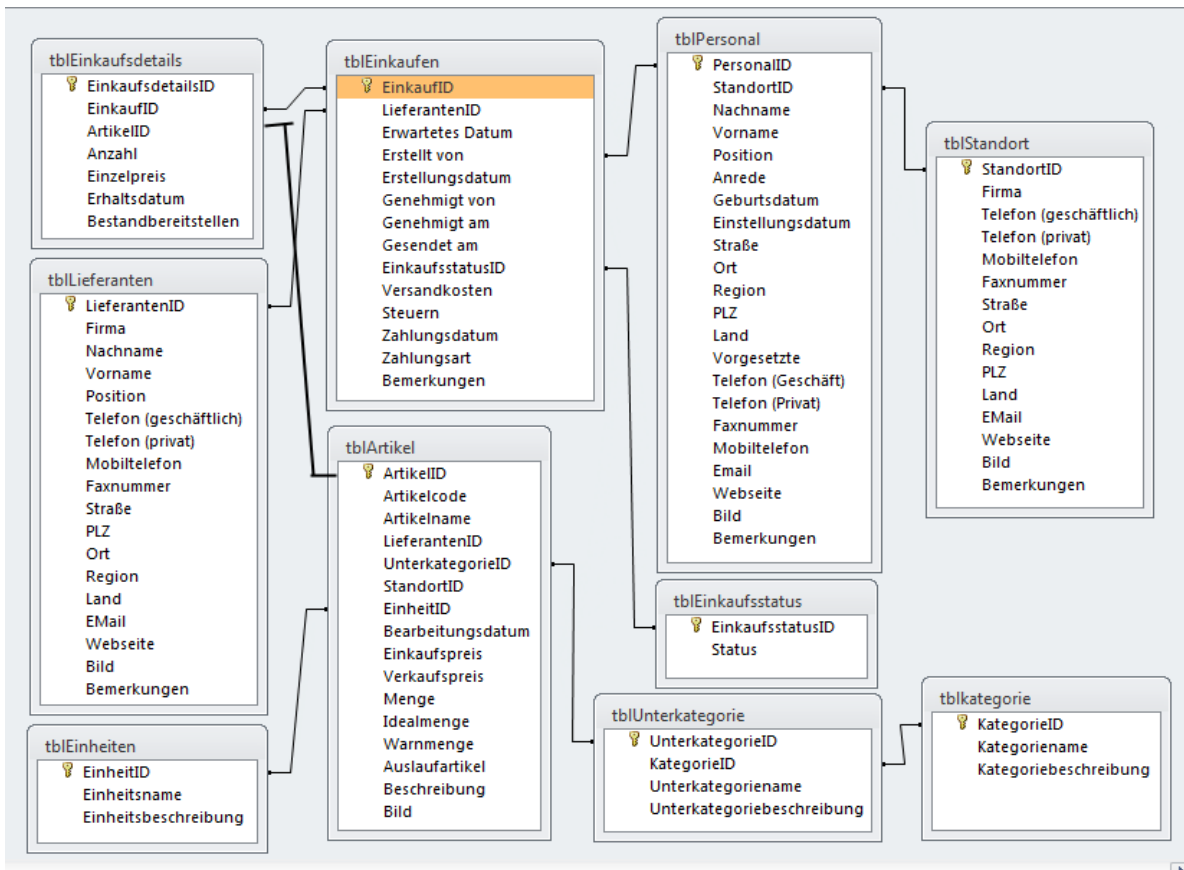 tblEinkaufsdetails
EinkaufsdetailsID
EinkaufID
ArtikelID
Anzahl
Einzelpreis
Erhaltsdatum
Bestandbereitstellen
tblEinkaufen
EinkaufID
LieferantenID
Erwartetes Datum
Erstellt von
Erstellungsdatum
Genehmigt von
Genehmigt am
Gesendet am
EinkaufsstatusID
Versandkosten
Steuern
Zahlungsdatum
Zahlungsart
Bemerkungen
tblPersonal
PersonalID
StandortID
Nachname
Vorname
Position
Anrede
Geburtsdatum
Einstellungsdatum
Straße
Ort
Region
PLZ
Land
Vorgesetzte
Telefon (Geschäft)
Telefon (Privat)
Faxnummer
Mobiltelefon
Email
Webseite
Bild
Bemerkungen
tblStandort
StandortID
Firma
Telefon (geschäftlich)
Telefon (privat)
Mobiltelefon
Faxnummer
Straße
Ort
Region
PLZ
Land
EMail
Webseite
Bild
Bemerkungen
tblLieferanten
LieferantenID
Firma
Nachname
Vorname
Position
Telefon (geschäftlich)
Telefon (privat)
Mobiltelefon
Faxnummer
Straße
PLZ
Ort
Region
Land
EMail
Webseite
Bild
Bemerkungen
tblArtikel
ArtikelID
Artikelcode
Artikelname
LieferantenID
UnterkategorieID
StandortID
EinheitID
Bearbeitungsdatum
Einkaufspreis
Verkaufspreis
Menge
Idealmenge
Warnmenge
Auslaufartikel
Beschreibung
Bild
tblEinkaufsstatus
EinkaufsstatusID
Status
tblEinheiten
EinheitID
Einheitsname
Einheitsbeschreibung
tblUnterkategorie
UnterkategorieID
KategorieID
Unterkategoriename
Unterkategoriebeschreibung
tblkategorie
KategorieID
Kategoriename
Kategoriebeschreibung